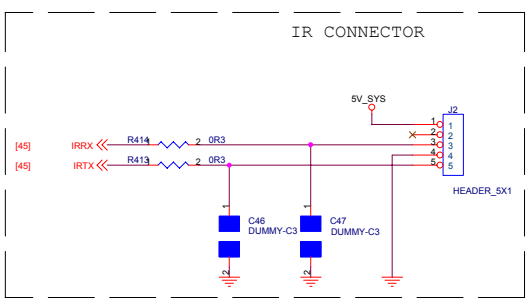 IR CONNECTOR
5V_SYS
J2
1 1
2 2
[45] IRRX R414 1 2 0R3 3 3
4 4
[45] IRTX R413 1 2 0R3 5 5
HEADER_5X1
1 1
C46 C47
DUMMY-C3 DUMMY-C3
2 2